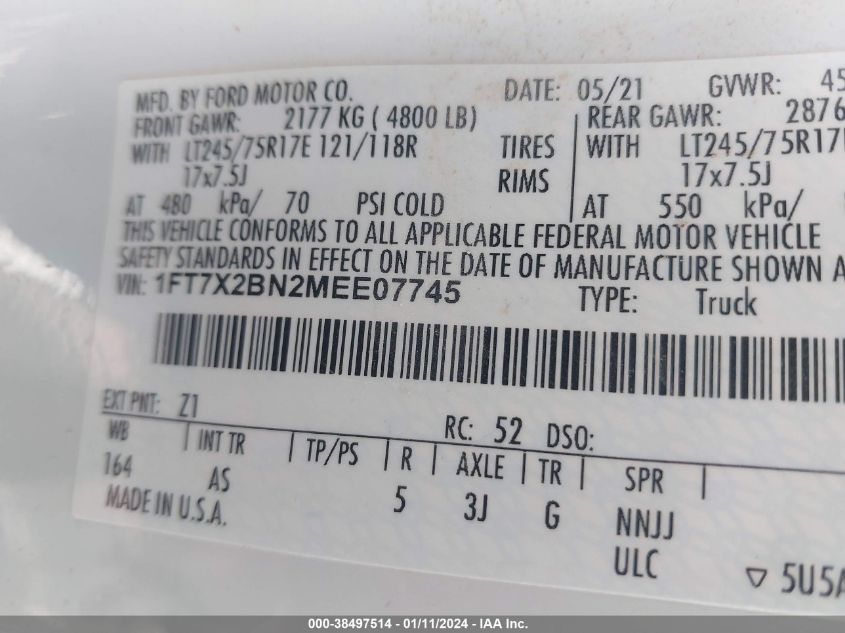 MFD. BY FORD MOTOR CO. DATE: 05/21 GVWR: 45
FRONT GAWR: 2177 KG ( 4800 LB) REAR GAWR: 2876
WITH LT245/75R17E 121/118R TIRES WITH LT245/75R17
17x7.5J RIMS 17x7.5J
AT 480 kPa/ 70 PSI COLD AT 550 kPa/
THIS VEHICLE CONFORMS TO ALL APPLICABLE FEDERAL MOTOR VEHICLE
SAFETY STANDARDS IN EFFECT ON THE DATE OF MANUFACTURE SHOWN A
VIN: 1FT7X2BN2MEE07745 TYPE: Truck
EXT PNT: Z1 RC: 52 DSO:
WB INT TR TP/PS R AXLE TR SPR
164 AS 5 3J G NNJJ
MADE IN U.S.A. ULC ▽ 5U5A
000-38497514 - 01/11/2024 - IAA Inc.